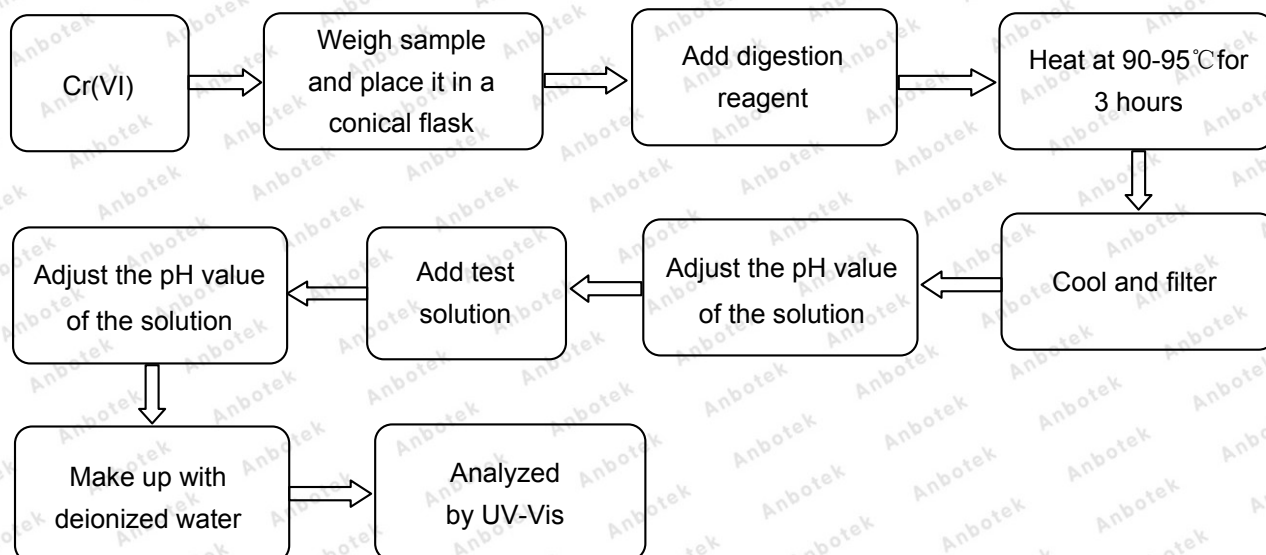 Cr(VI)
Weigh sample
and place it in a
conical flask
Add digestion
reagent
Heat at 90-95℃for
3 hours
Cool and filter
Adjust the pH value
of the solution
Add test
solution
Adjust the pH value
of the solution
Make up with
deionized water
Analyzed
by UV-Vis
Anbotek